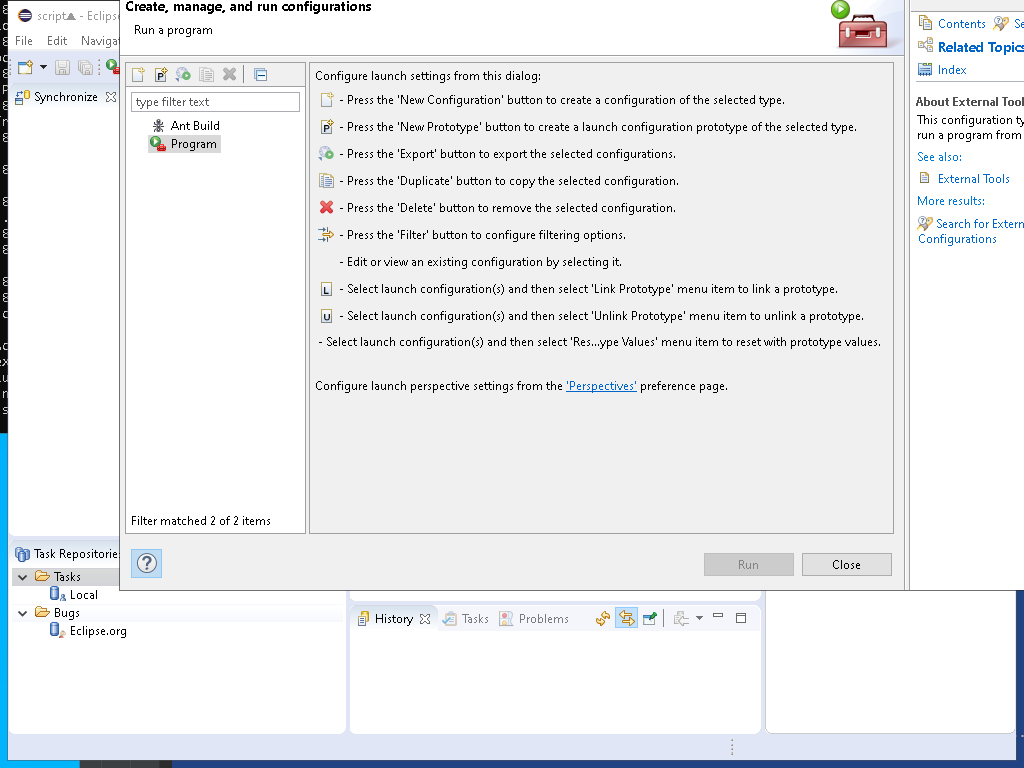 script▲ - Eclips
File Edit Navigat
Synchronize
Create, manage, and run configurations
Run a program
type filter text
Ant Build
Program
Filter matched 2 of 2 items
Configure launch settings from this dialog:
- Press the 'New Configuration' button to create a configuration of the selected type.
- Press the 'New Prototype' button to create a launch configuration prototype of the selected type.
- Press the 'Export' button to export the selected configurations.
- Press the 'Duplicate' button to copy the selected configuration.
- Press the 'Delete' button to remove the selected configuration.
- Press the 'Filter' button to configure filtering options.
- Edit or view an existing configuration by selecting it.
L - Select launch configuration(s) and then select 'Link Prototype' menu item to link a prototype.
U - Select launch configuration(s) and then select 'Unlink Prototype' menu item to unlink a prototype.
- Select launch configuration(s) and then select 'Res...ype Values' menu item to reset with prototype values.
Configure launch perspective settings from the 'Perspectives' preference page.
Run Close
Contents Se
Related Topics
Index
About External Tool
This configuration ty
run a program from
See also:
External Tools
More results:
Search for Extern
Configurations
Task Repositorie
Tasks
Local
Bugs
Eclipse.org
History Tasks Problems